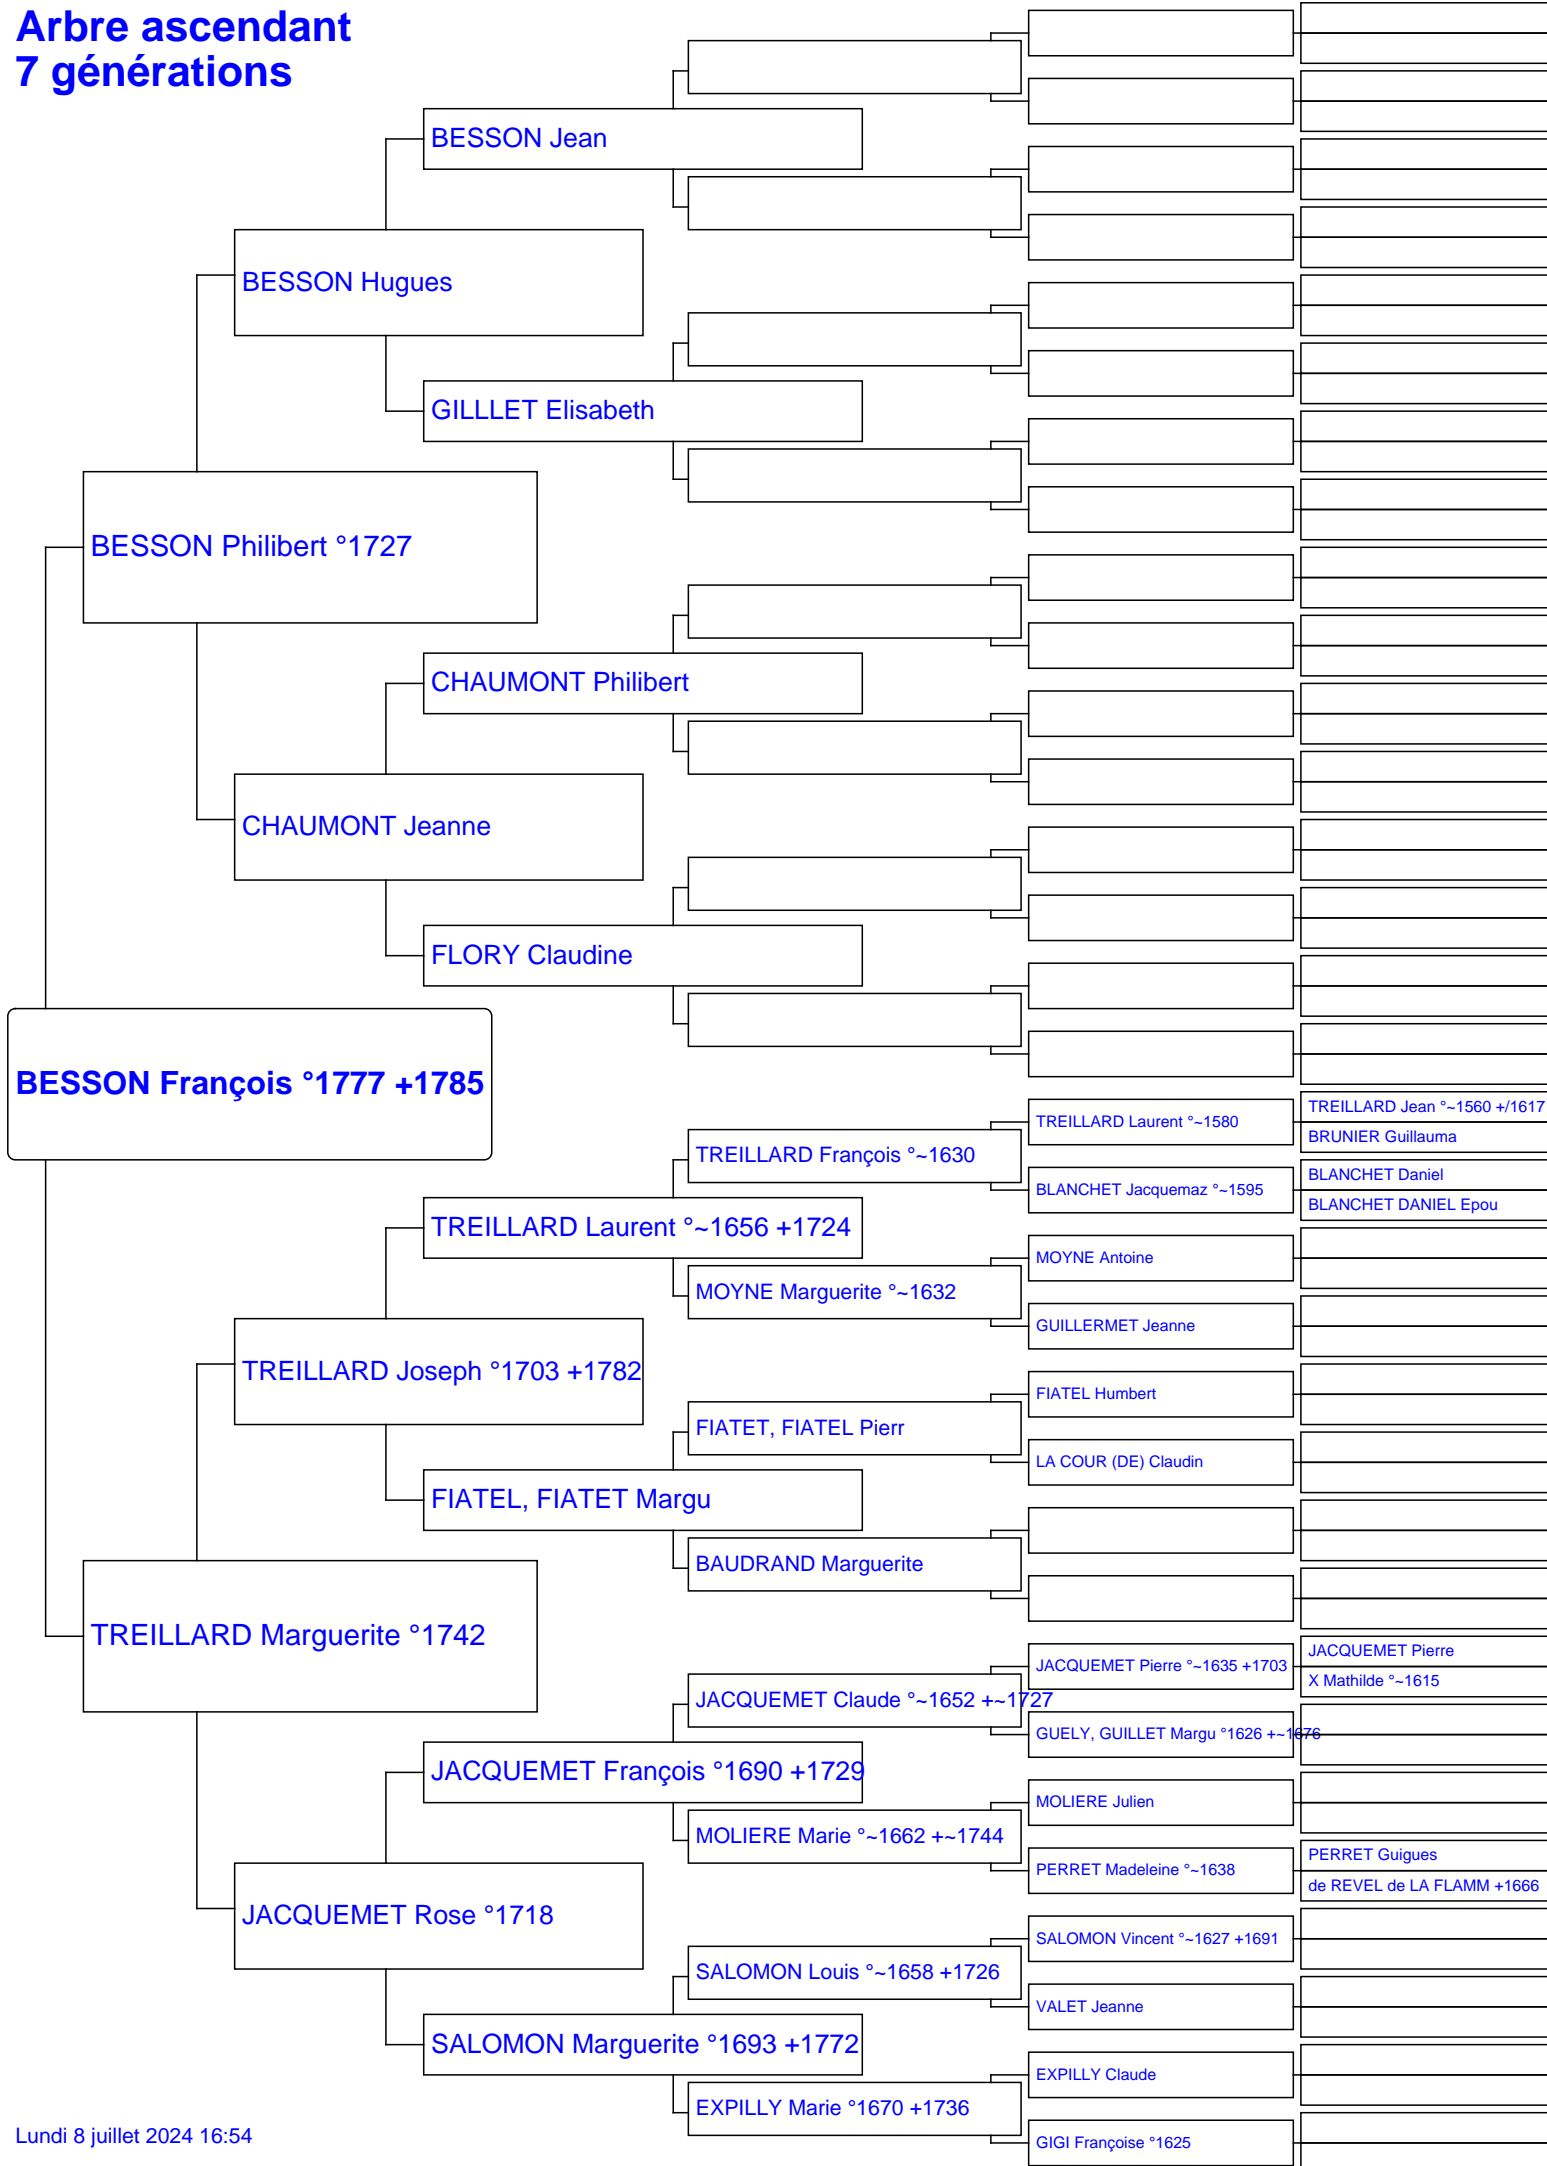 Arbre ascendant
7 générations
BESSON Jean
BESSON Hugues
GILLLET Elisabeth
BESSON Philibert °1727
CHAUMONT Philibert
CHAUMONT Jeanne
FLORY Claudine
BESSON François °1777 +1785
TREILLARD Jean °~1560 +/1617
TREILLARD Laurent °~1580
BRUNIER Guillauma
TREILLARD François °~1630
BLANCHET Daniel
BLANCHET Jacquemaz °~1595
BLANCHET DANIEL Epou
TREILLARD Laurent °~1656 +1724
MOYNE Antoine
MOYNE Marguerite °~1632
GUILLERMET Jeanne
TREILLARD Joseph °1703 +1782
FIATEL Humbert
FIATET, FIATEL Pierr
LA COUR (DE) Claudin
FIATEL, FIATET Margu
BAUDRAND Marguerite
TREILLARD Marguerite °1742
JACQUEMET Pierre
JACQUEMET Pierre °~1635 +1703
X Mathilde °~1615
JACQUEMET Claude °~1652 +~1727
GUELY, GUILLET Margu °1626 +~1676
JACQUEMET François °1690 +1729
MOLIERE Julien
MOLIERE Marie °~1662 +~1744
PERRET Guigues
PERRET Madeleine °~1638
de REVEL de LA FLAMM +1666
JACQUEMET Rose °1718
SALOMON Vincent °~1627 +1691
SALOMON Louis °~1658 +1726
VALET Jeanne
SALOMON Marguerite °1693 +1772
EXPILLY Claude
EXPILLY Marie °1670 +1736
GIGI Françoise °1625
Lundi 8 juillet 2024 16:54